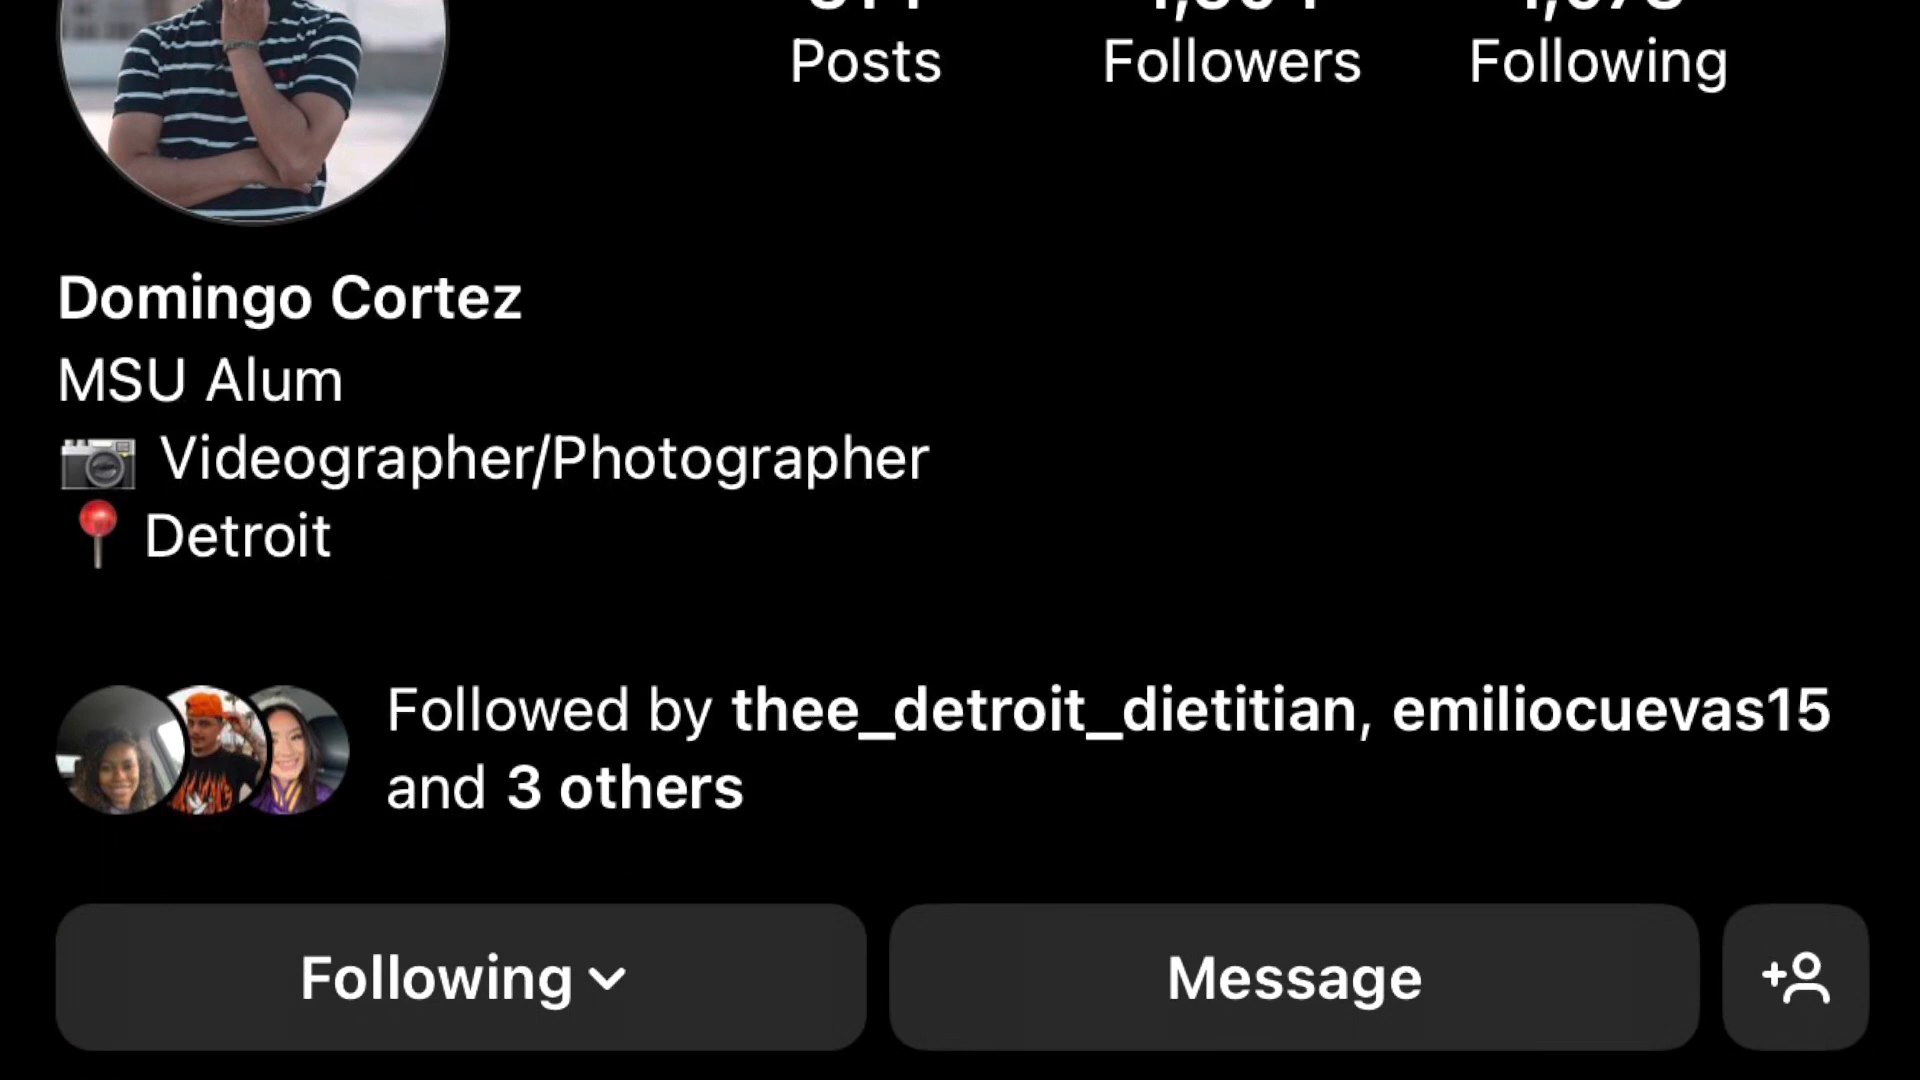 Posts Followers Following
Domingo Cortez
MSU Alum
📷 Videographer/Photographer
📍 Detroit
Followed by thee_detroit_dietitian, emiliocuevas15
and 3 others
Following
Message